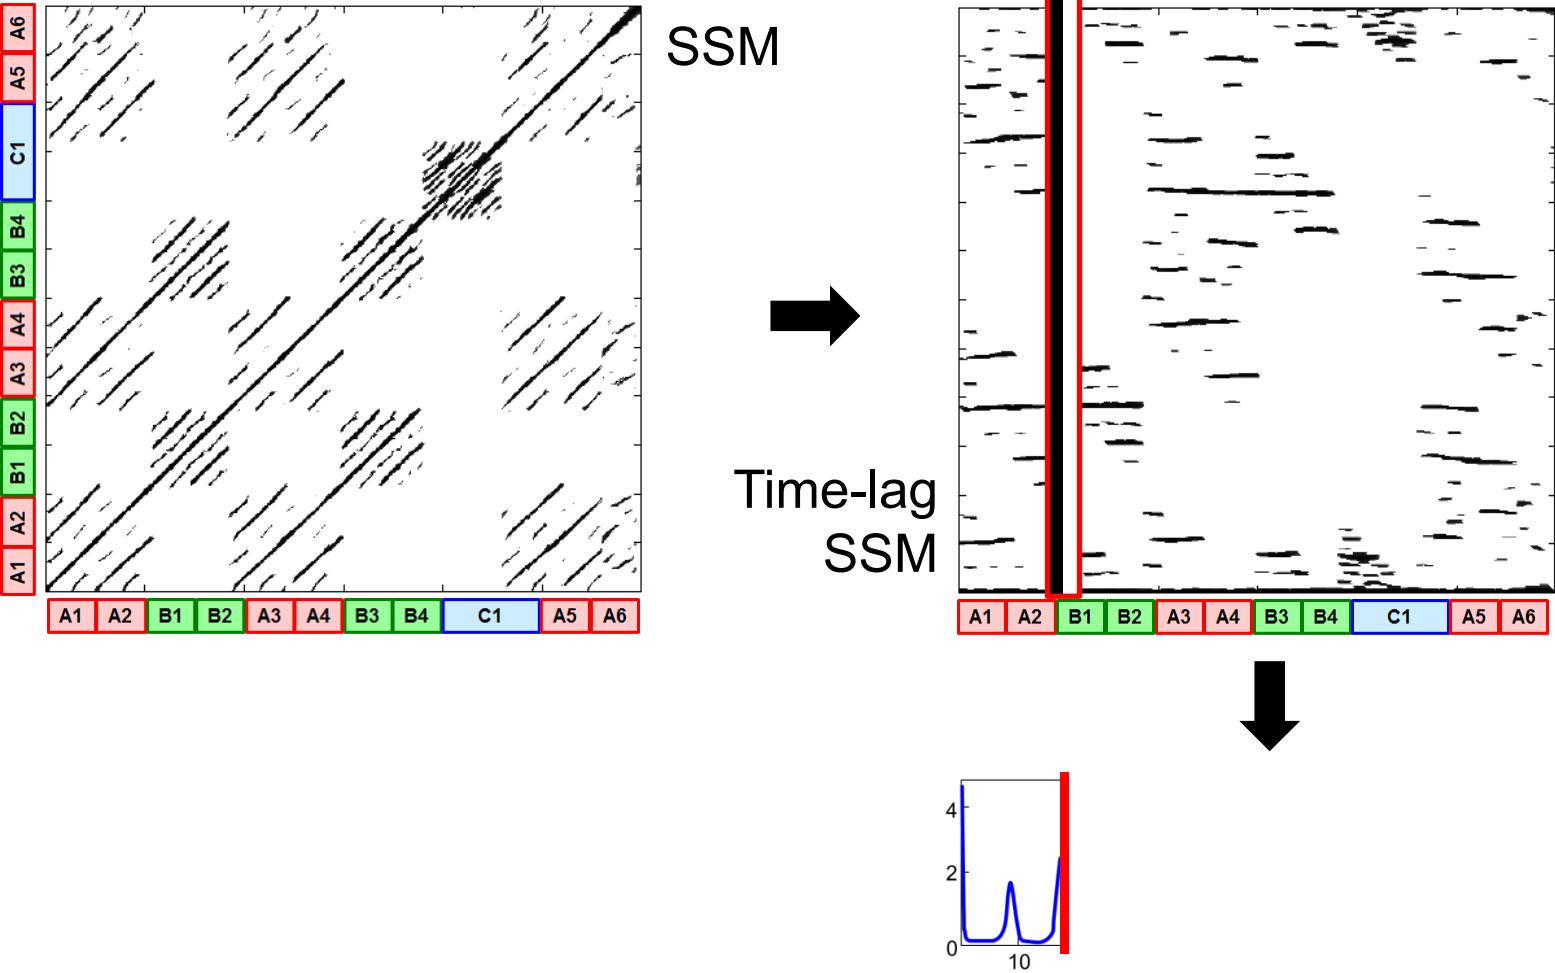 SSM
A6
A5
C1
B4
B3
A4
A3
B2
B1
A2
A1
A1 A2 B1 B2 A3 A4 B3 B4 C1 A5 A6
Time-lag
SSM
A1 A2 B1 B2 A3 A4 B3 B4 C1 A5 A6
4
2
0
10